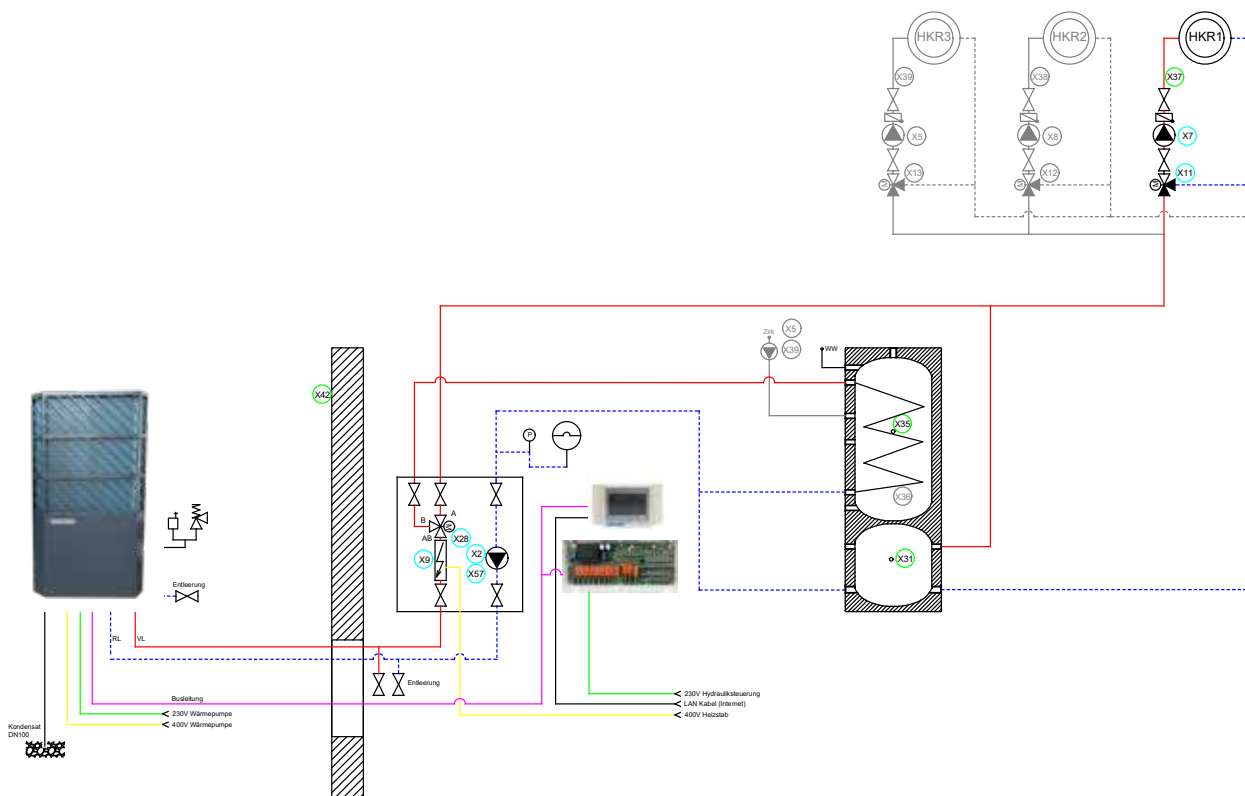 HKR3
HKR2
HKR1
X39
X38
X37
X5
X8
X7
X13
X12
X11
M
M
M
Zirk
X5
X39
WW
X42
P
X35
X36
A
B
M
AB
X28
X9
X2
X57
X31
Entleerung
RL
VL
Entleerung
Busleitung
230V Hydrauliksteuerung
LAN Kabel (Internet)
400V Heizstab
230V Wärmepumpe
400V Wärmepumpe
Kondensat
DN100